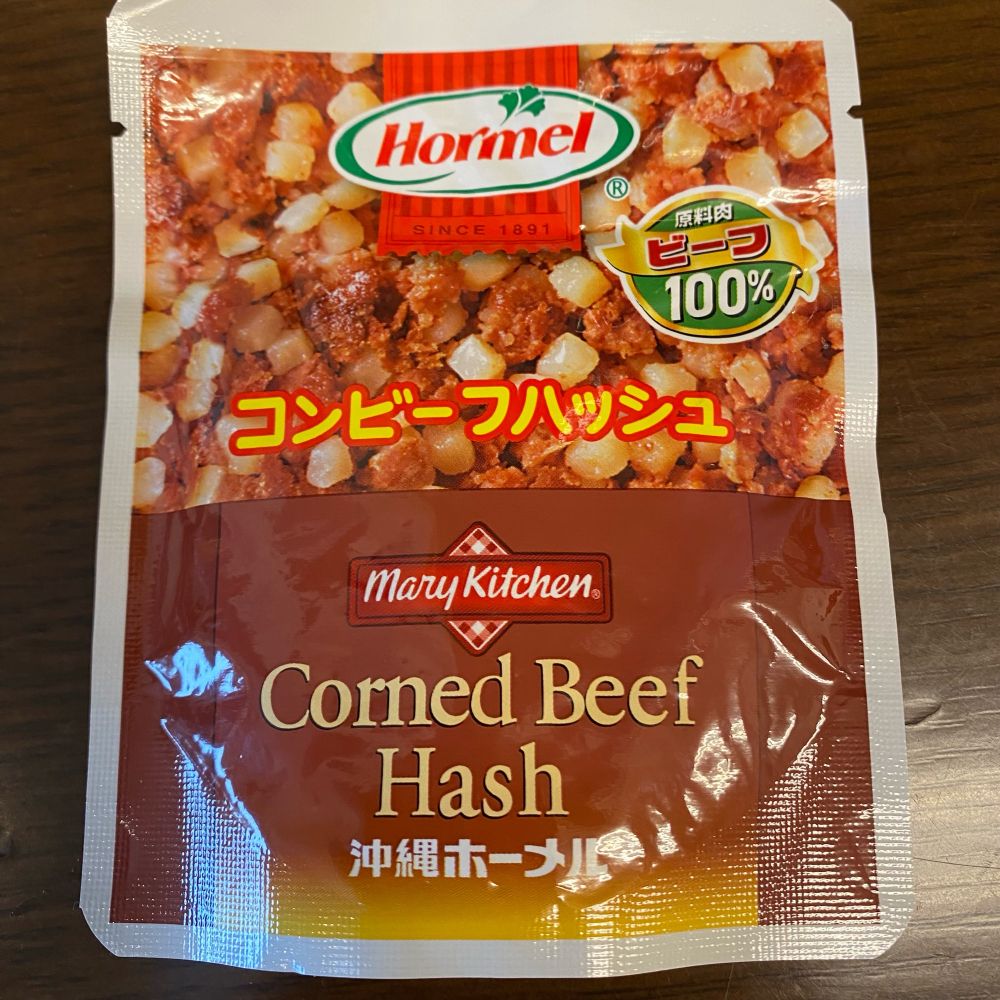 Hormel
®
SINCE 1891
原料肉
ビーフ
100%
コンビーフハッシュ
Mary Kitchen®
Corned Beef
Hash
沖縄ホーメル